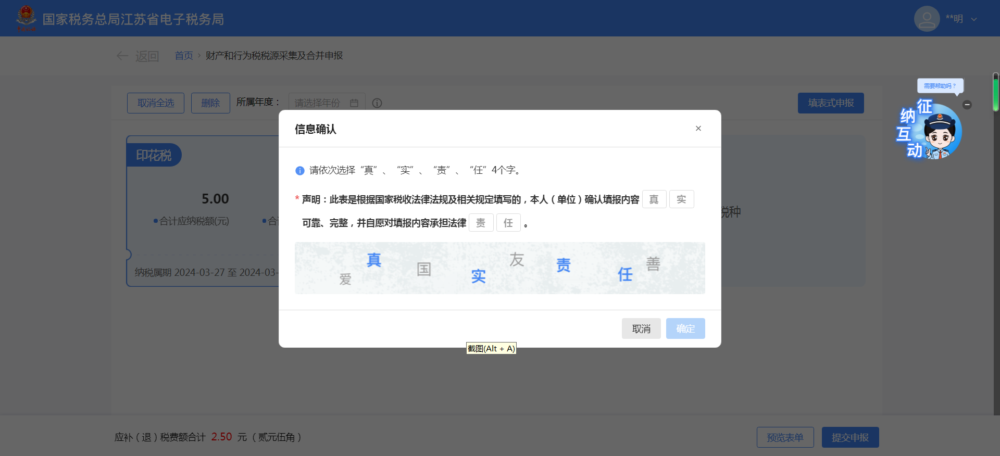 国家税务总局江苏省电子税务局
**明
返回 首页 > 财产和行为税税源采集及合并申报
需要帮助吗？
征
纳
互
动
取消全选 删除 所属年度： 请选择年份 填表式申报
信息确认
印花税
请依次选择“真”、“实”、“责”、“任”4个字。
5.00
*声明：此表是根据国家税收法律法规及相关规定填写的，本人（单位）确认填报内容 真 实
可靠、完整，并自愿对填报内容承担法律 责 任 。
税种
合计应纳税额(元)
合
爱 真 国 实 友 责 任 善
纳税属期 2024-03-27 至 2024-03-
取消 确定
截图(Alt + A)
应补（退）税费额合计 2.50 元（贰元伍角） 预览表单 提交申报